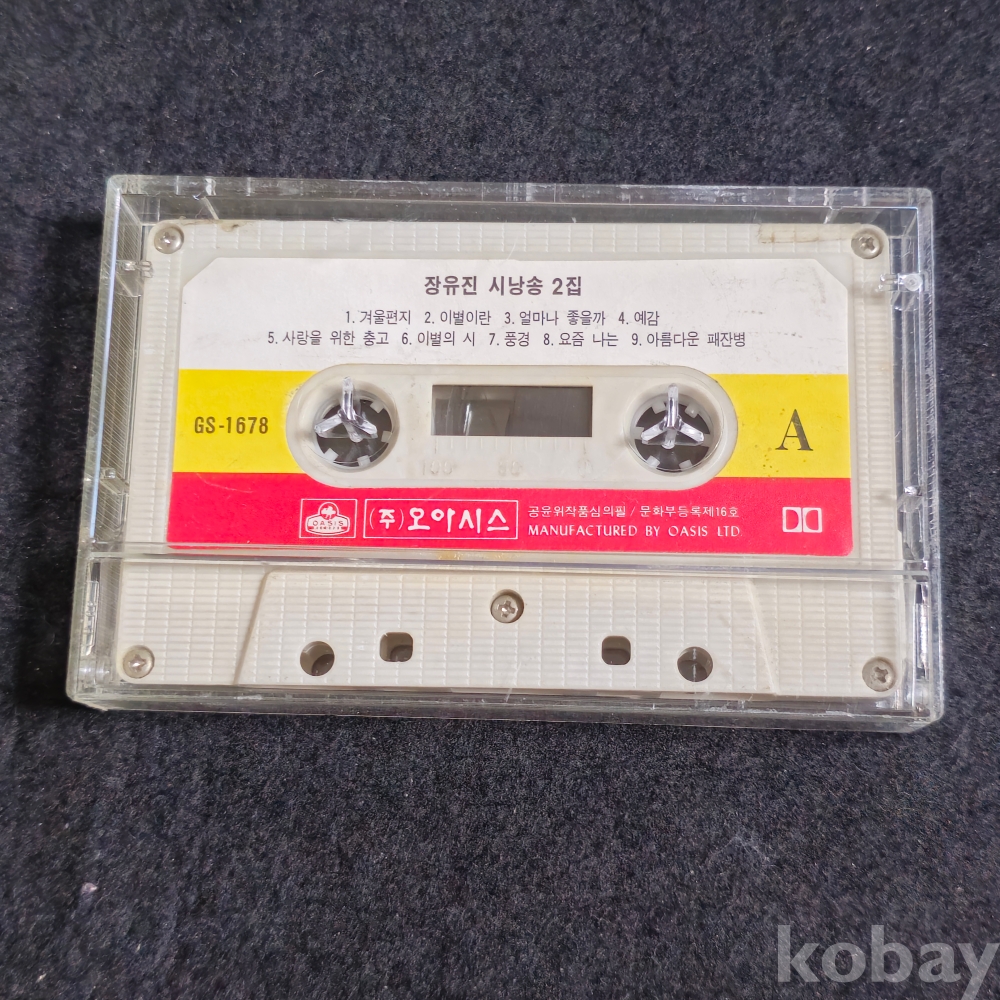 장유진 시낭송 2집
1. 겨울편지 2. 이별이란 3. 얼마나 좋을까 4. 예감
5. 사랑을 위한 충고 6. 이별의 시 7. 풍경 8. 요즘 나는 9. 아름다운 패잔병
GS-1678
A
100 50 0
OASIS
(주)오아시스
공윤위작품심의필 / 문화부등록제16호
MANUFACTURED BY OASIS LTD.
kobay